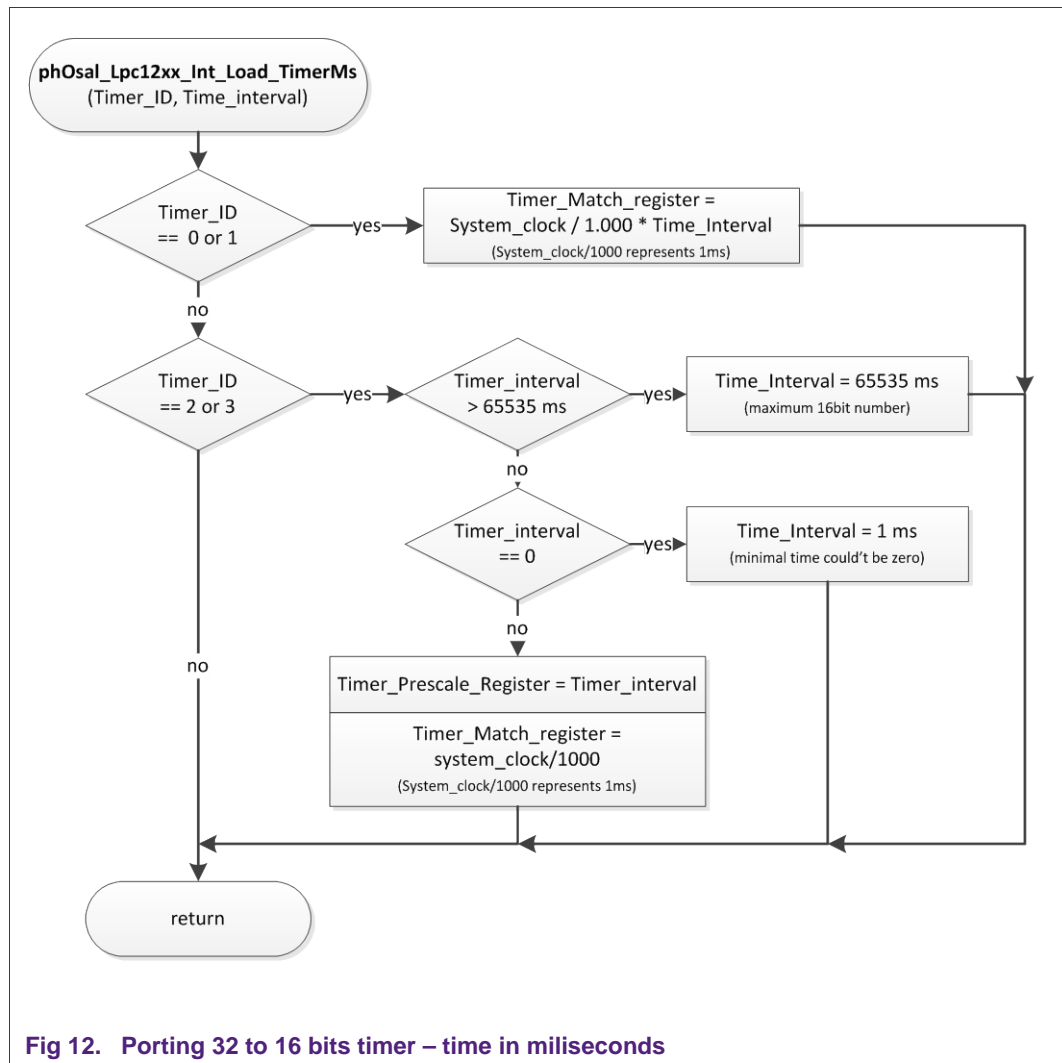 phOsal_Lpc12xx_Int_Load_TimerMs
(Timer_ID, Time_interval)
Timer_ID
== 0 or 1
yes
Timer_Match_register =
System_clock / 1.000 * Time_Interval
(System_clock/1000 represents 1ms)
no
Timer_ID
== 2 or 3
yes
Timer_interval
> 65535 ms
yes
Time_Interval = 65535 ms
(maximum 16bit number)
no
Timer_interval
== 0
yes
Time_Interval = 1 ms
(minimal time could't be zero)
no
no
Timer_Prescale_Register = Timer_interval
Timer_Match_register =
system_clock/1000
(System_clock/1000 represents 1ms)
return
Fig 12. Porting 32 to 16 bits timer – time in miliseconds